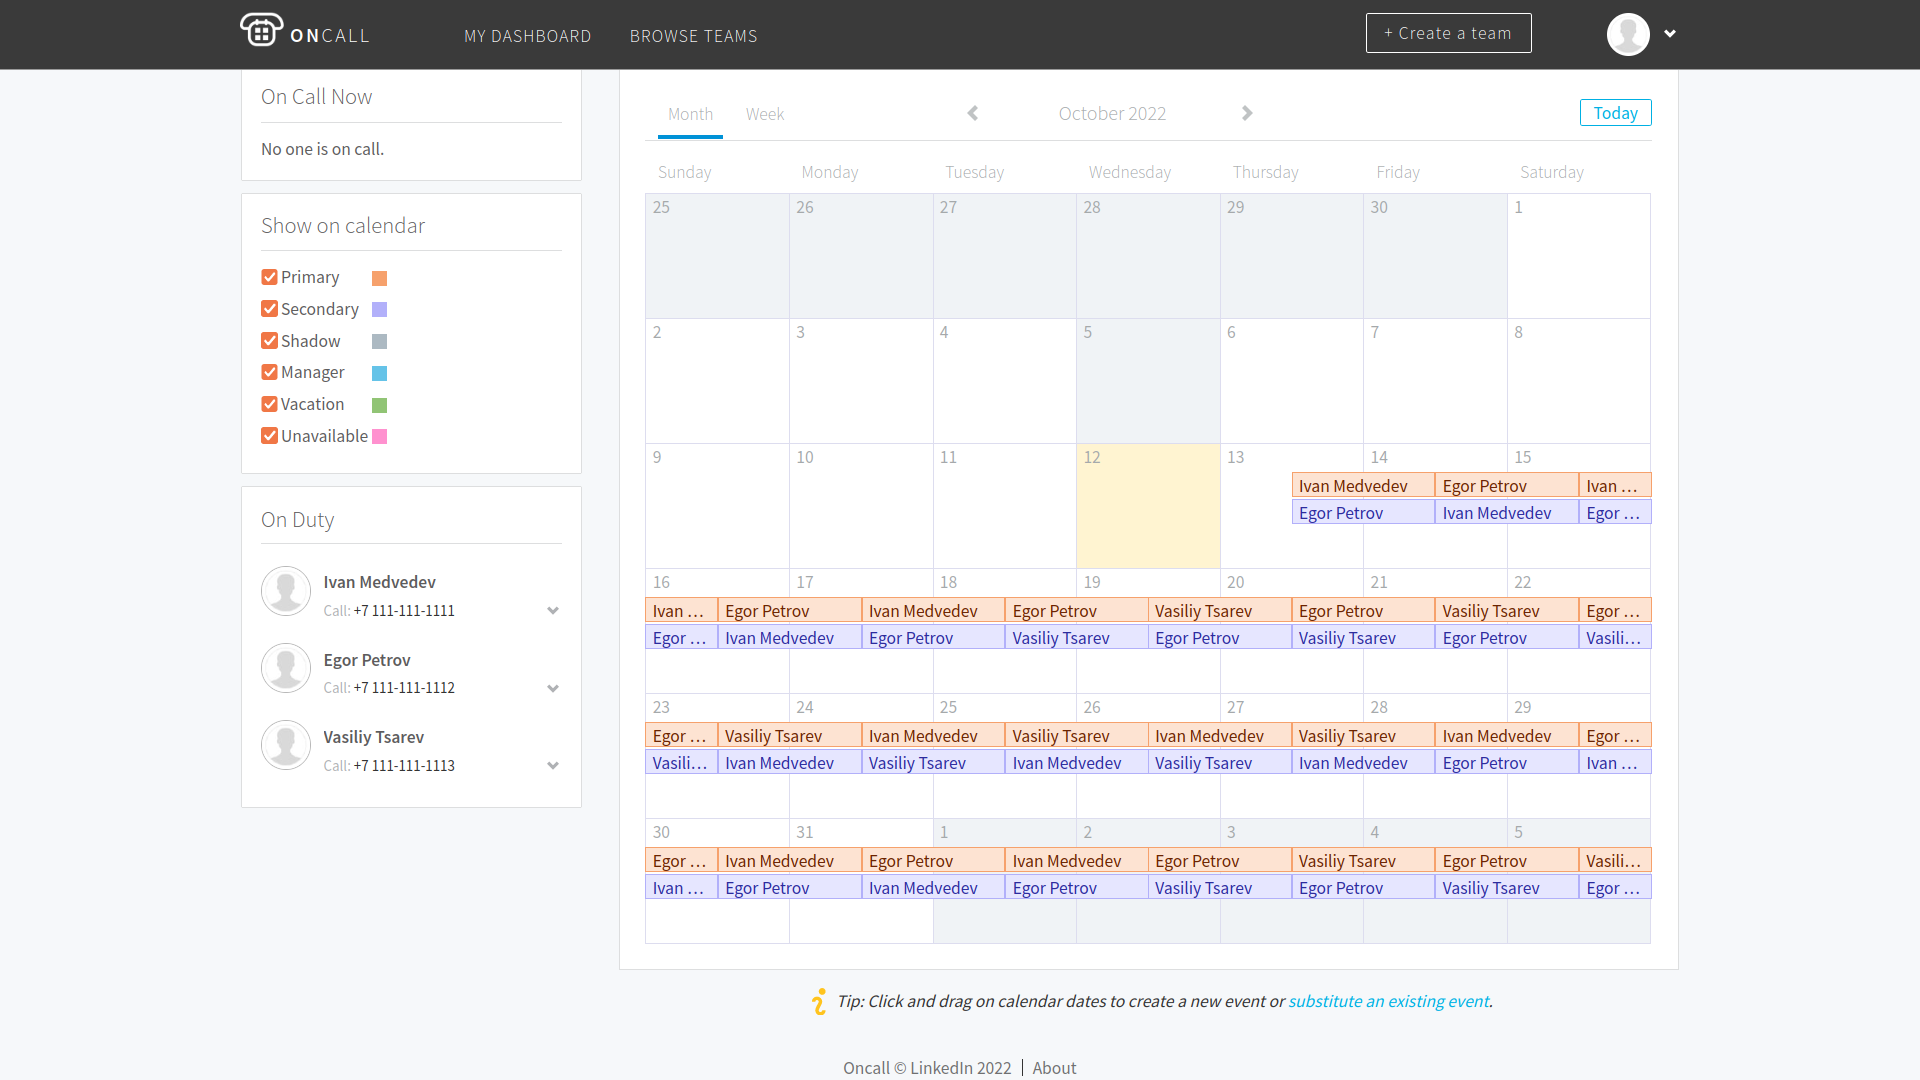 ONCALL
MY DASHBOARD
BROWSE TEAMS
+ Create a team
On Call Now
No one is on call.
Show on calendar
Primary
Secondary
Shadow
Manager
Vacation
Unavailable
On Duty
Ivan Medvedev
Call: +7 111-111-1111
Egor Petrov
Call: +7 111-111-1112
Vasiliy Tsarev
Call: +7 111-111-1113
Month Week October 2022 Today
Sunday Monday Tuesday Wednesday Thursday Friday Saturday
25 26 27 28 29 30 1
2 3 4 5 6 7 8
9 10 11 12 13 14 15
Ivan Medvedev Egor Petrov Ivan ...
Egor Petrov Ivan Medvedev Egor ...
16 17 18 19 20 21 22
Ivan ... Egor Petrov Ivan Medvedev Egor Petrov Vasiliy Tsarev Egor Petrov Vasiliy Tsarev Egor ...
Egor ... Ivan Medvedev Egor Petrov Vasiliy Tsarev Egor Petrov Vasiliy Tsarev Egor Petrov Vasili...
23 24 25 26 27 28 29
Egor ... Vasiliy Tsarev Ivan Medvedev Vasiliy Tsarev Ivan Medvedev Vasiliy Tsarev Ivan Medvedev Egor ...
Vasili... Ivan Medvedev Vasiliy Tsarev Ivan Medvedev Vasiliy Tsarev Ivan Medvedev Egor Petrov Ivan ...
30 31 1 2 3 4 5
Egor ... Ivan Medvedev Egor Petrov Ivan Medvedev Egor Petrov Vasiliy Tsarev Egor Petrov Vasili...
Ivan ... Egor Petrov Ivan Medvedev Egor Petrov Vasiliy Tsarev Egor Petrov Vasiliy Tsarev Egor ...
Tip: Click and drag on calendar dates to create a new event or substitute an existing event.
Oncall © LinkedIn 2022 | About